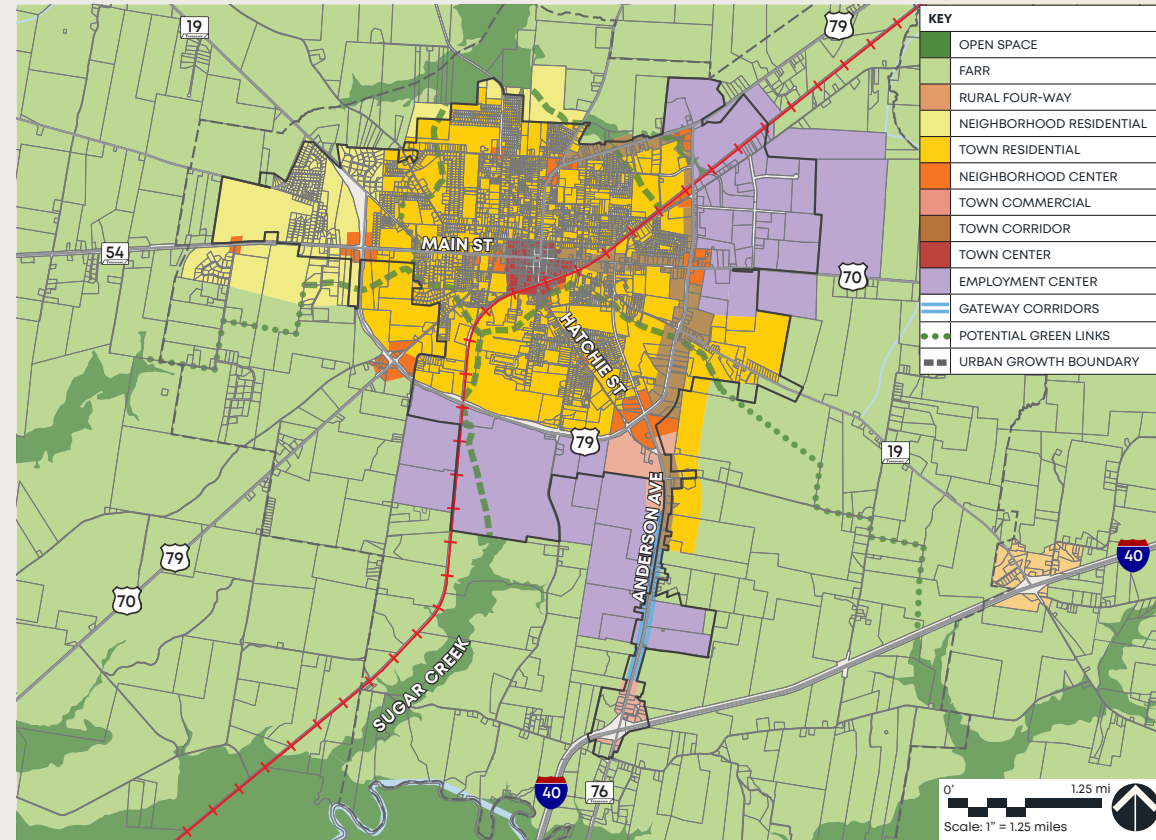 19
79
KEY
OPEN SPACE
FARR
RURAL FOUR-WAY
NEIGHBORHOOD RESIDENTIAL
TOWN RESIDENTIAL
NEIGHBORHOOD CENTER
TOWN COMMERCIAL
TOWN CORRIDOR
TOWN CENTER
EMPLOYMENT CENTER
GATEWAY CORRIDORS
POTENTIAL GREEN LINKS
URBAN GROWTH BOUNDARY
MAIN ST
54
70
HATCHIE ST
79
19
ANDERSON AVE
79
40
70
SUGAR CREEK
40
76
0' 1.25 mi
Scale: 1" = 1.25 miles